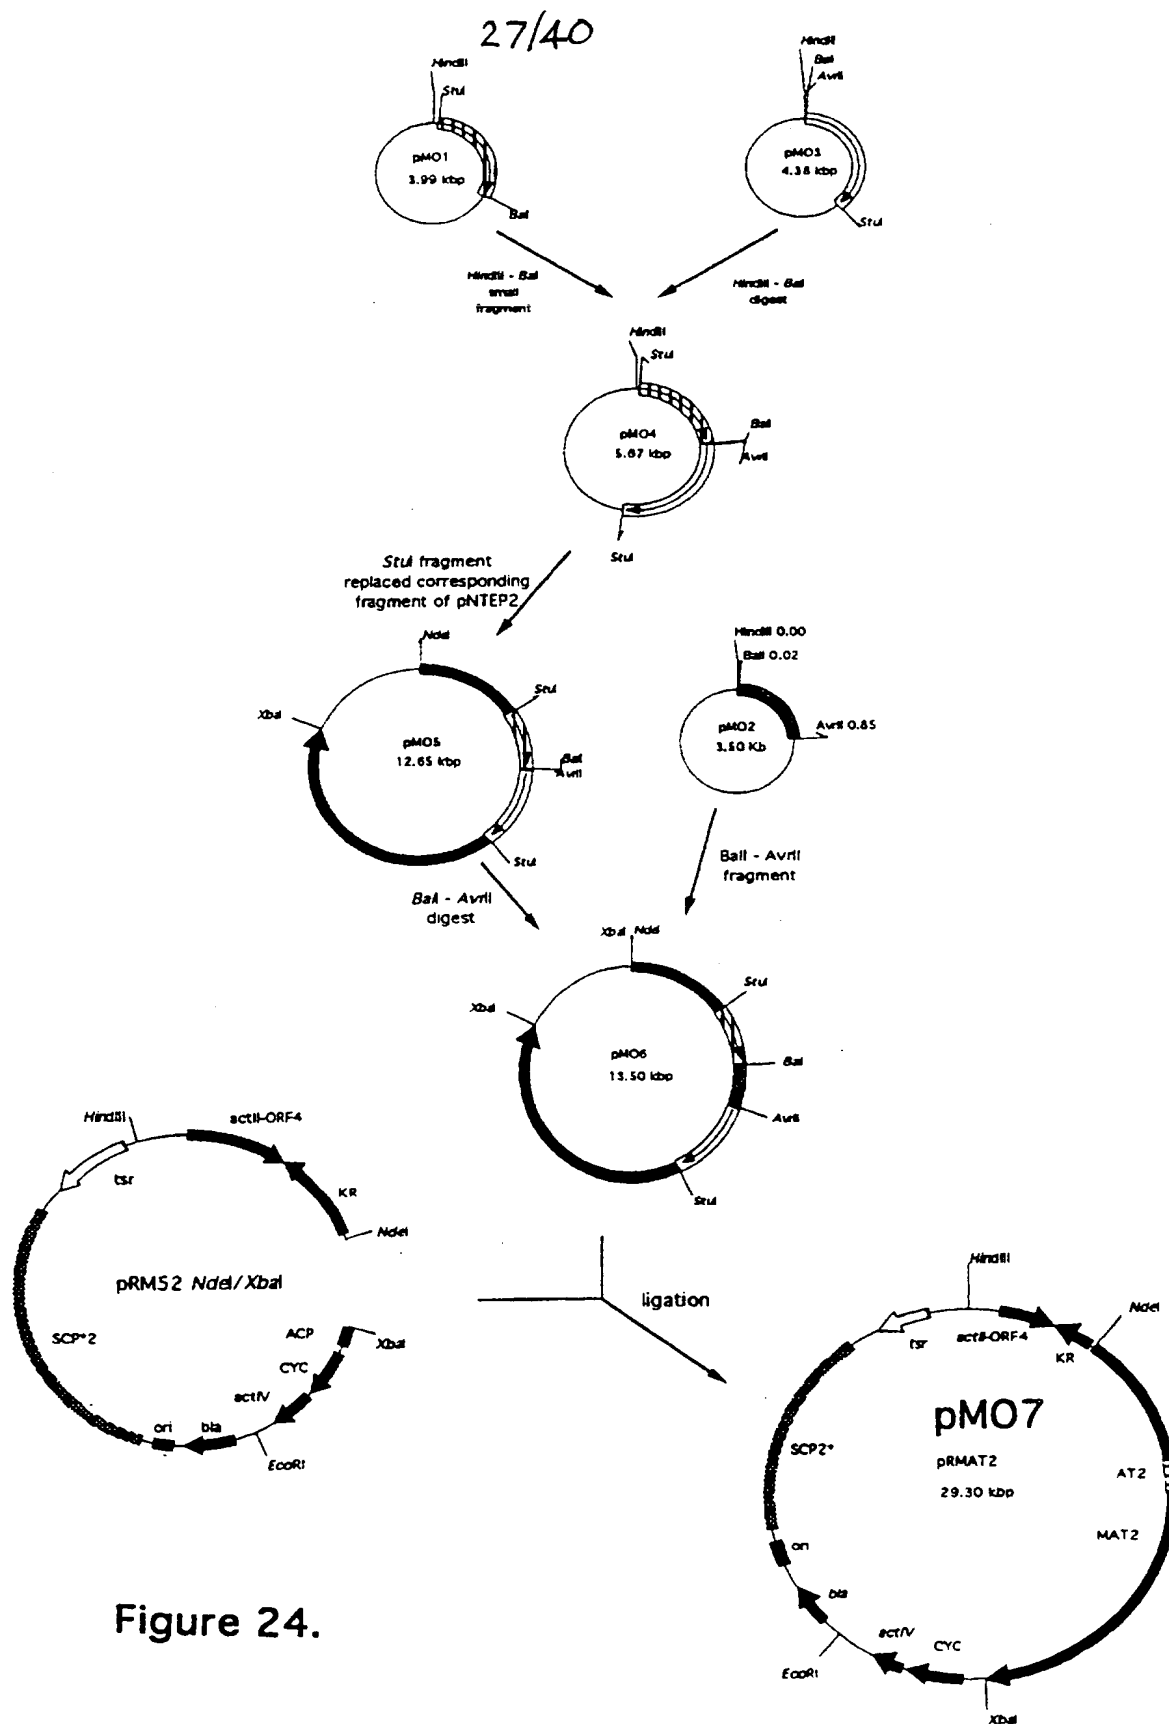 27/40
HindIII
StuI
pMO1
3.99 kbp
BalI
HindIII
BalI
AvrII
pMO3
4.38 kbp
StuI
HindIII - BalI
small
fragment
HindIII - BalI
digest
HindIII
StuI
pMO4
5.67 kbp
BalI
AvrII
StuI
StuI fragment
replaced corresponding
fragment of pNTEP2
NdeI
StuI
XbaI
pMO5
12.65 kbp
BalI
AvrII
StuI
HindIII 0.00
BalI 0.02
pMO2
3.50 Kb
AvrII 0.85
BalI - AvrII
digest
BalI - AvrII
fragment
XbaI NdeI
StuI
XbaI
pMO6
13.50 kbp
BalI
AvrII
StuI
HindIII
actII-ORF4
tsr
KR
NdeI
pRM52 NdeI/XbaI
SCP*2
ACP
XbaI
CYC
actIV
ori
bla
EcoRI
ligation
HindIII
NdeI
tsr
actII-ORF4
KR
pMO7
SCP2*
pRMAT2
29.30 kbp
AT2
MAT2
ori
bla
actIV
CYC
EcoRI
XbaI
Figure 24.